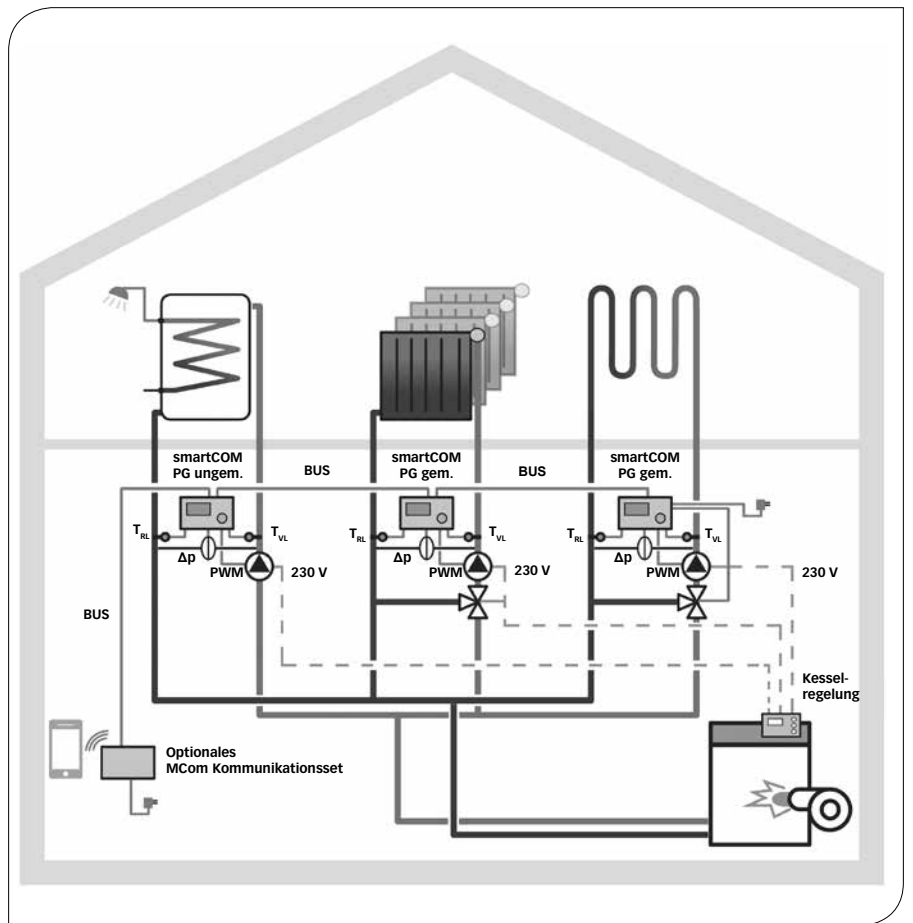 smartCOM
PG ungem.
BUS
smartCOM
PG gem.
BUS
smartCOM
PG gem.
TRL
TVL
TRL
TVL
TRL
TVL
Δp
Δp
Δp
PWM
230 V
PWM
230 V
PWM
230 V
BUS
Kessel-
regelung
Optionales
MCom Kommunikationsset